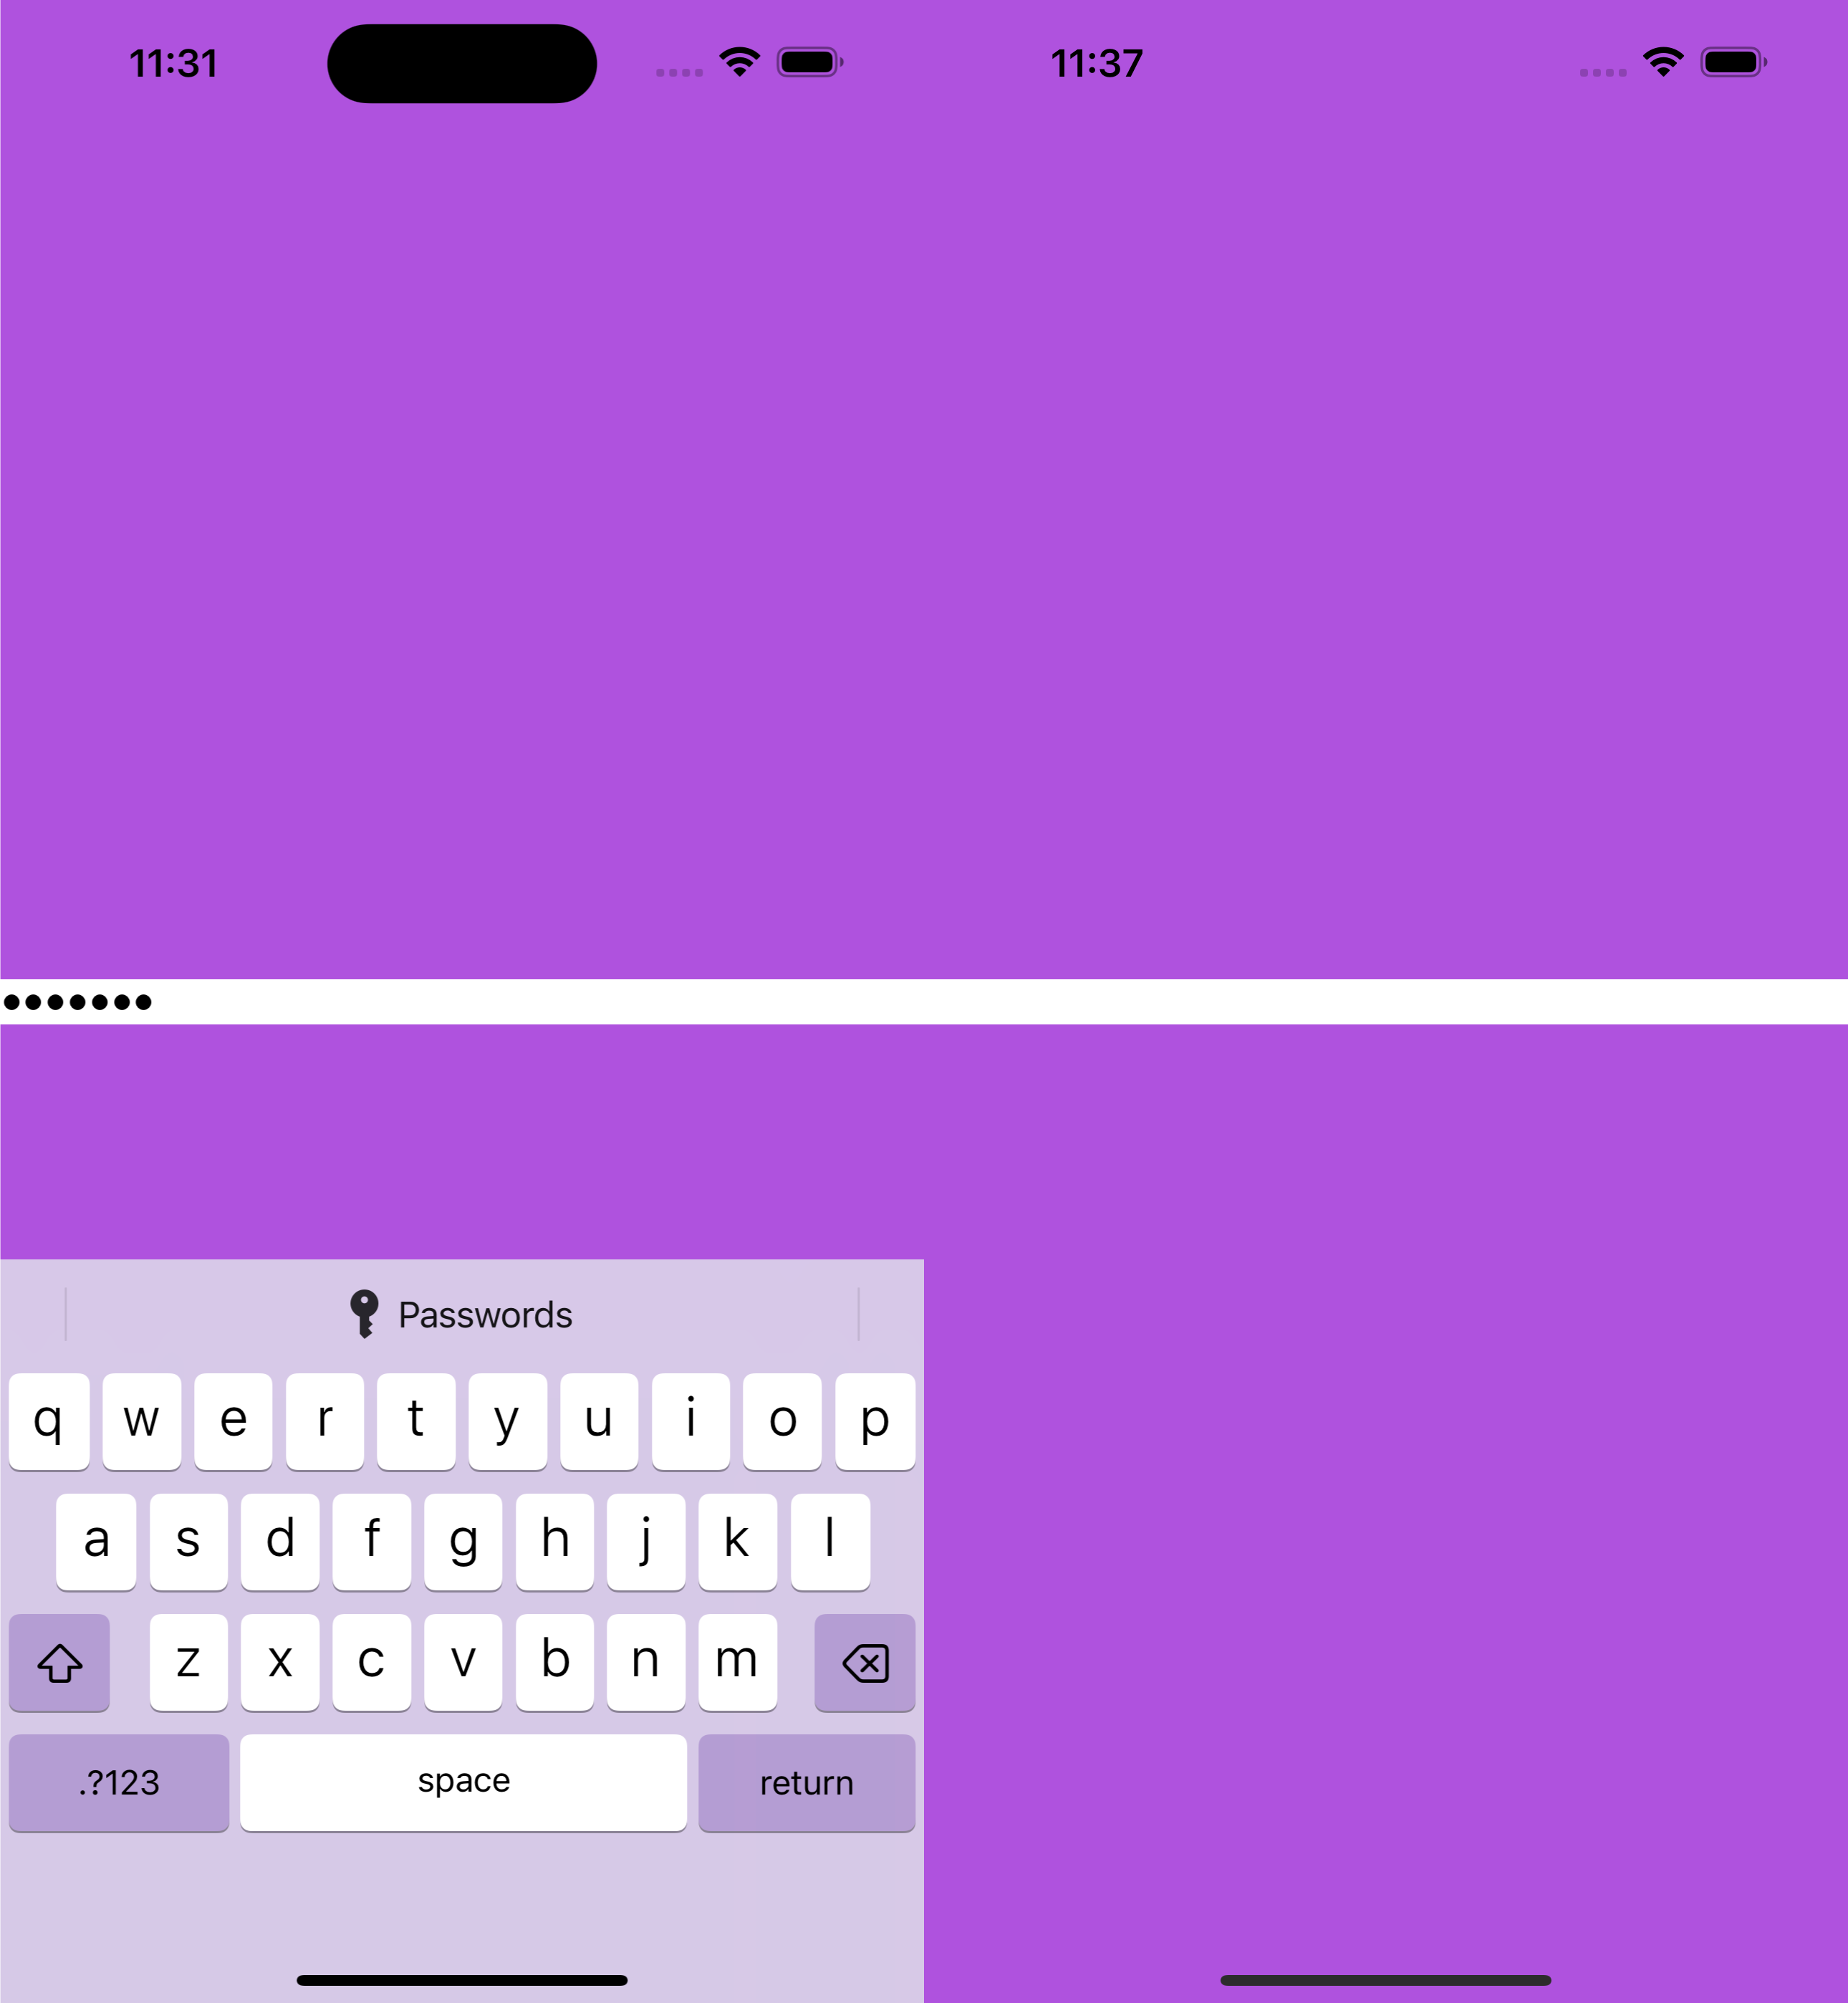 11:31
11:37
•••••••
Passwords
q w e r t y u i o p
a s d f g h j k l
z x c v b n m
.?123 space return